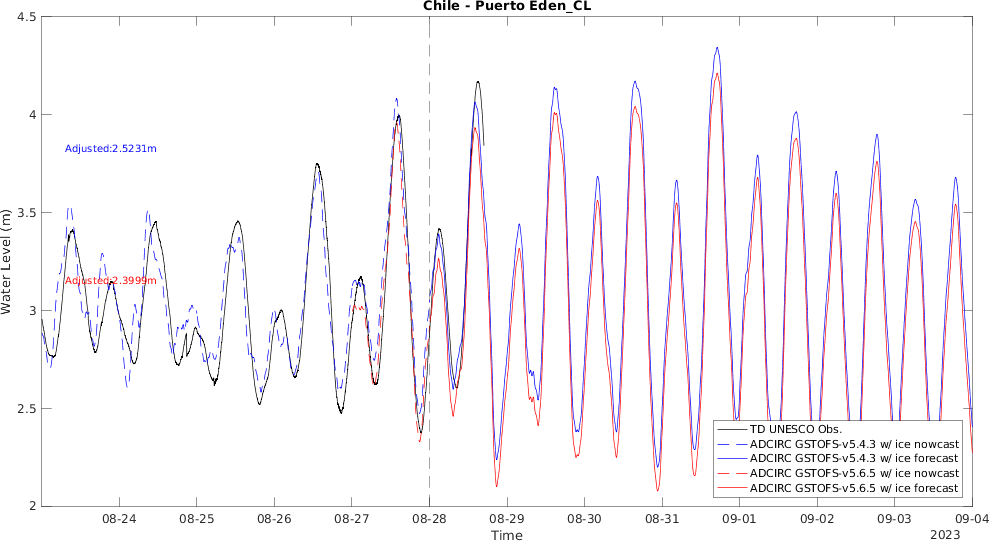 Chile - Puerto Eden_CL
4.5
4
3.5
3
2.5
2
Water Level (m)
Adjusted:2.5231m
Adjusted:2.3999m
TD UNESCO Obs.
ADCIRC GSTOFS-v5.4.3 w/ ice nowcast
ADCIRC GSTOFS-v5.4.3 w/ ice forecast
ADCIRC GSTOFS-v5.6.5 w/ ice nowcast
ADCIRC GSTOFS-v5.6.5 w/ ice forecast
08-24 08-25 08-26 08-27 08-28 08-29 08-30 08-31 09-01 09-02 09-03 09-04
Time
2023